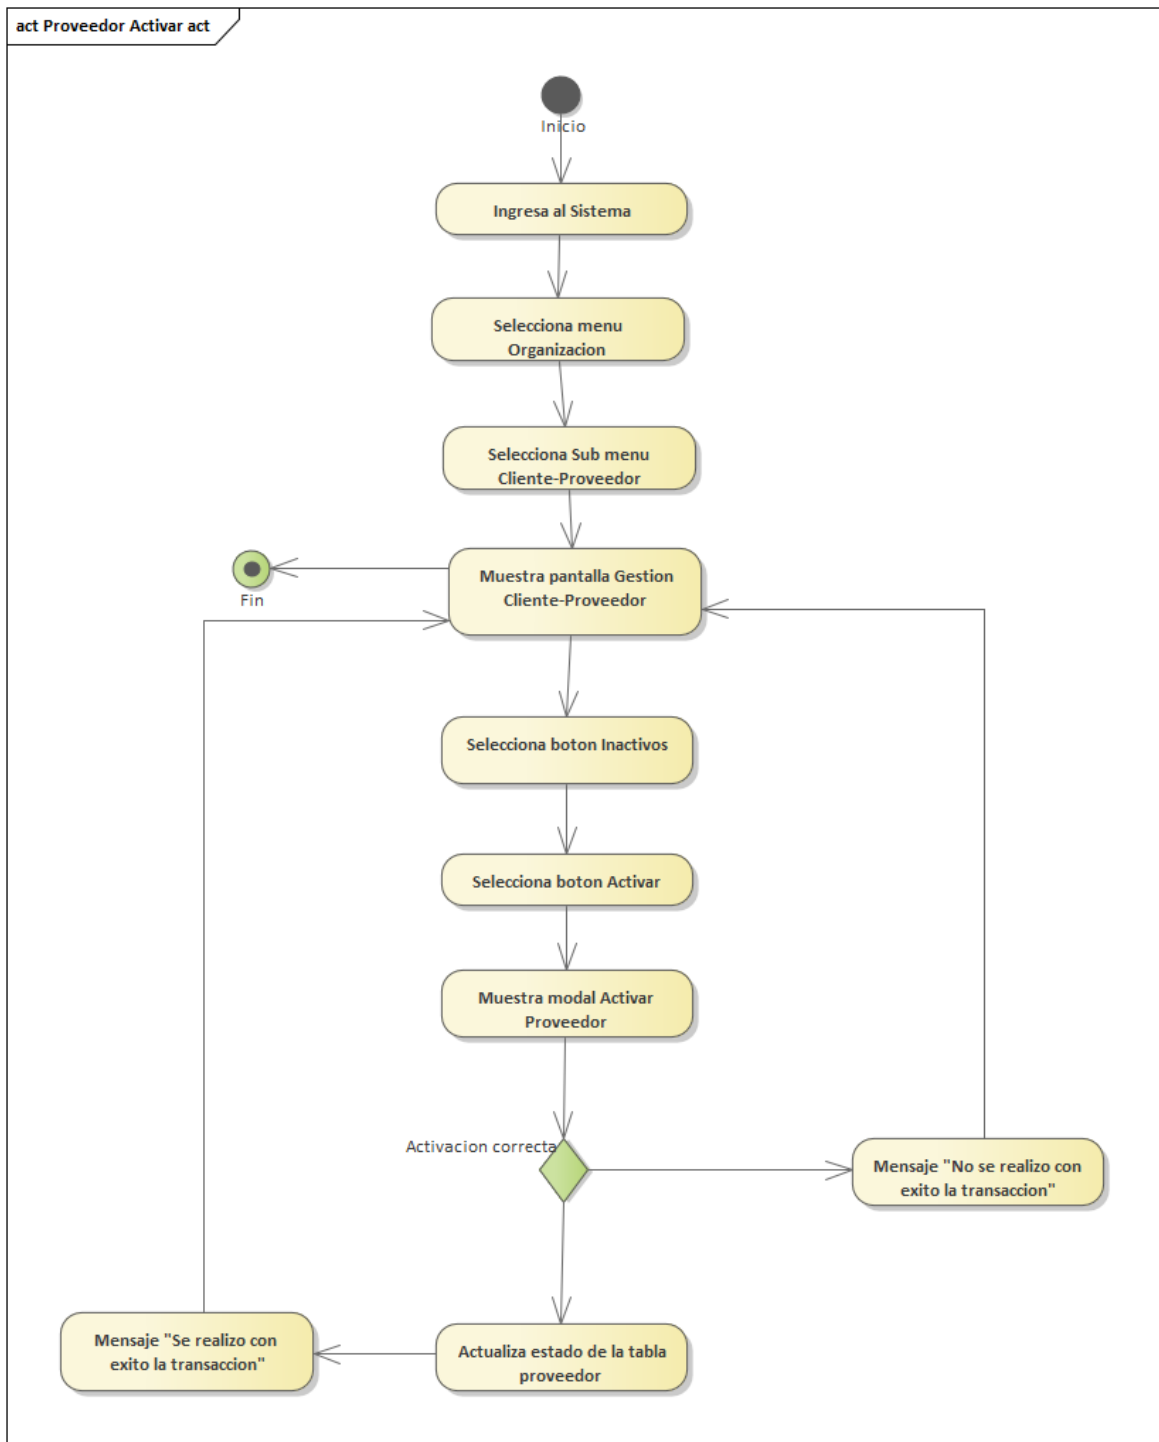 act Proveedor Activar act
Inicio
Ingresa al Sistema
Selecciona menu
Organizacion
Selecciona Sub menu
Cliente-Proveedor
Muestra pantalla Gestion
Cliente-Proveedor
Fin
Selecciona boton Inactivos
Selecciona boton Activar
Muestra modal Activar
Proveedor
Activacion correcta
Mensaje "No se realizo con
exito la transaccion"
Mensaje "Se realizo con
exito la transaccion"
Actualiza estado de la tabla
proveedor